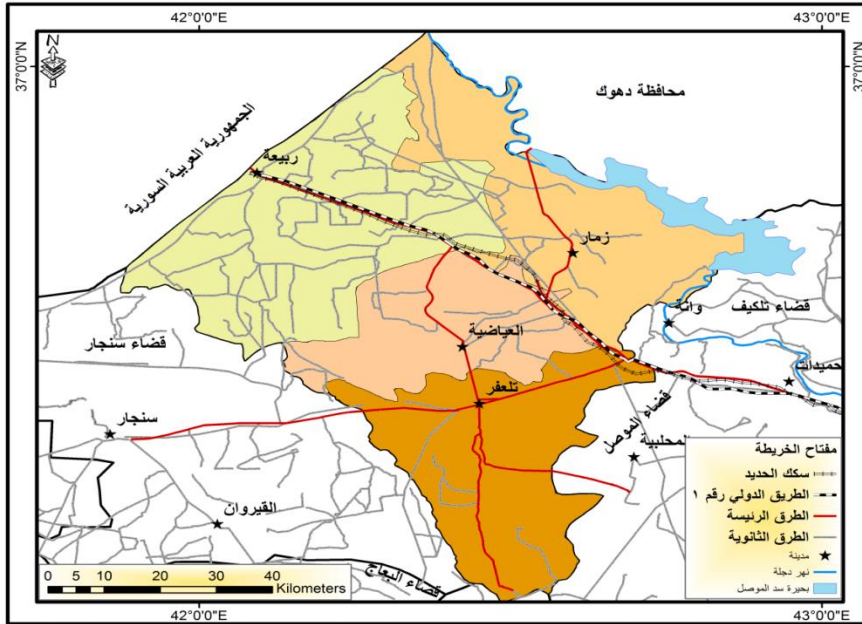 42°0'0"E
43°0'0"E
37°0'0"N
37°0'0"N
N
محافظة دهوك
الجمهورية العربية السورية
ربيعة
زمار
وانة
قضاء تلكيف
العياضية
قضاء سنجار
حميدات
تلعفر
سنجار
قضاء الموصل
المحلبية
القيروان
قضاء البعاج
مفتاح الخريطة
سكك الحديد
الطريق الدولي رقم ١
الطرق الرئيسة
الطرق الثانوية
مدينة
نهر دجلة
بحيرة سد الموصل
0 5 10 20 30 40
Kilometers
42°0'0"E
43°0'0"E